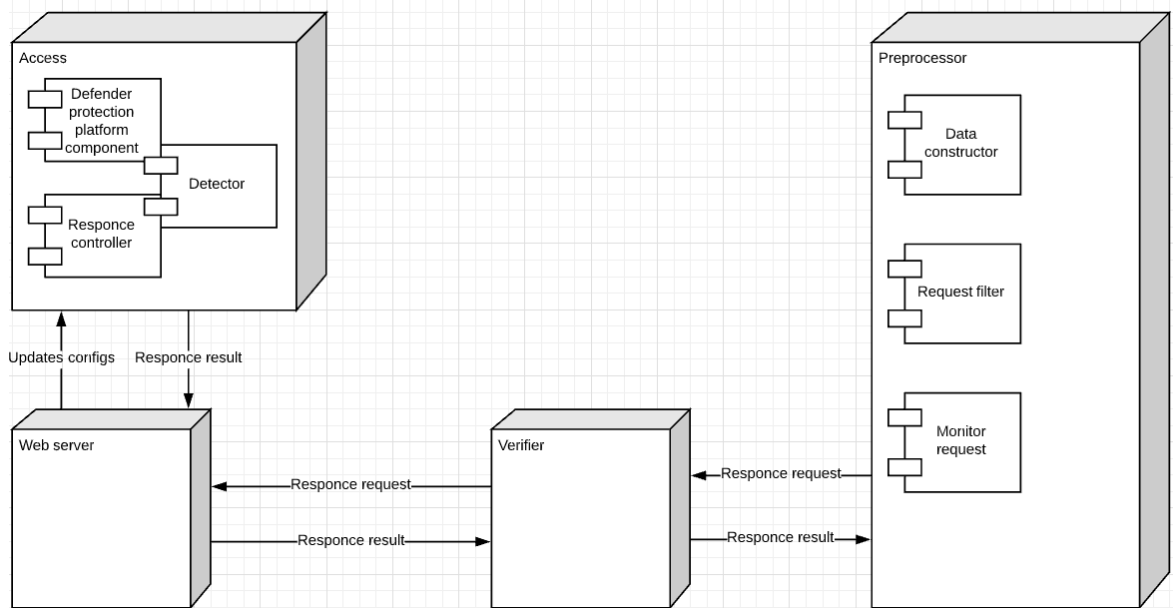 Access
Defender
protection
platform
component
Detector
Responce
controller
Updates configs
Responce result
Web server
Verifier
Responce request
Responce result
Responce request
Responce result
Preprocessor
Data
constructor
Request filter
Monitor
request